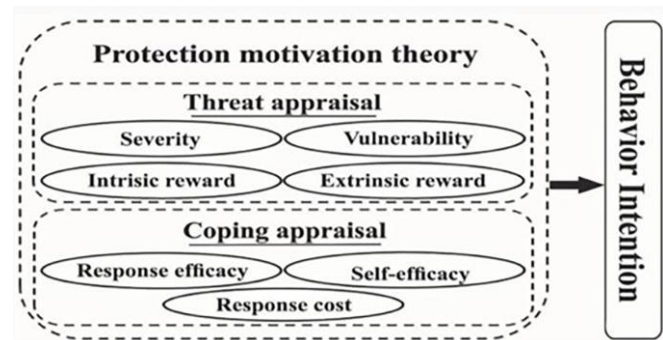 Protection motivation theory
Threat appraisal
Severity
Vulnerability
Intrisic reward
Extrinsic reward
Coping appraisal
Response efficacy
Self-efficacy
Response cost
Behavior Intention